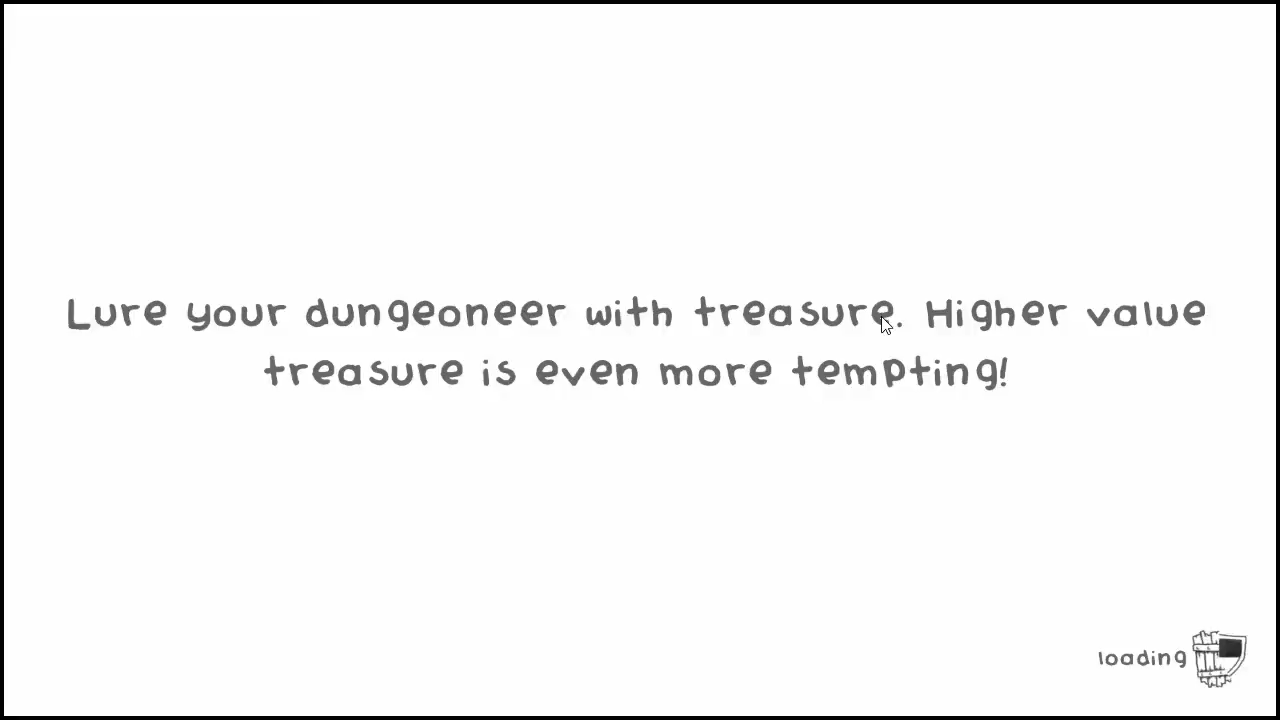 Lure your dungeoneer with treasure. Higher value
treasure is even more tempting!
loading